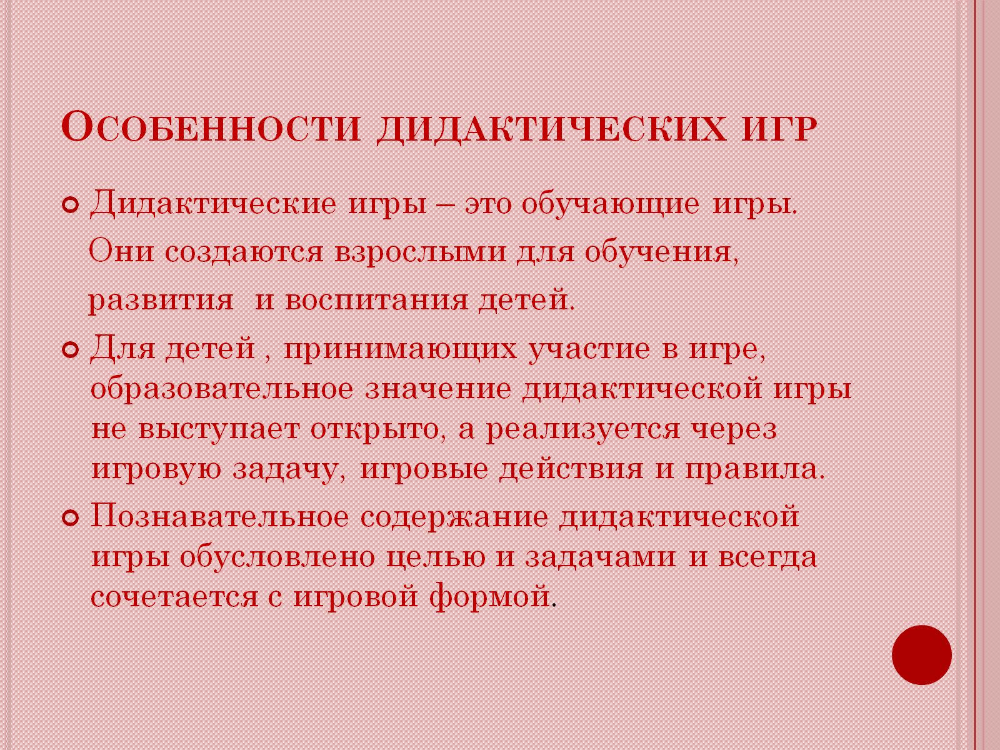 Особенности дидактических игр
Дидактические игры – это обучающие игры.
Они создаются взрослыми для обучения,
развития  и воспитания детей.
Для детей , принимающих участие в игре,
образовательное значение дидактической игры
не выступает открыто, а реализуется через
игровую задачу, игровые действия и правила.
Познавательное содержание дидактической
игры обусловлено целью и задачами и всегда
сочетается с игровой формой.